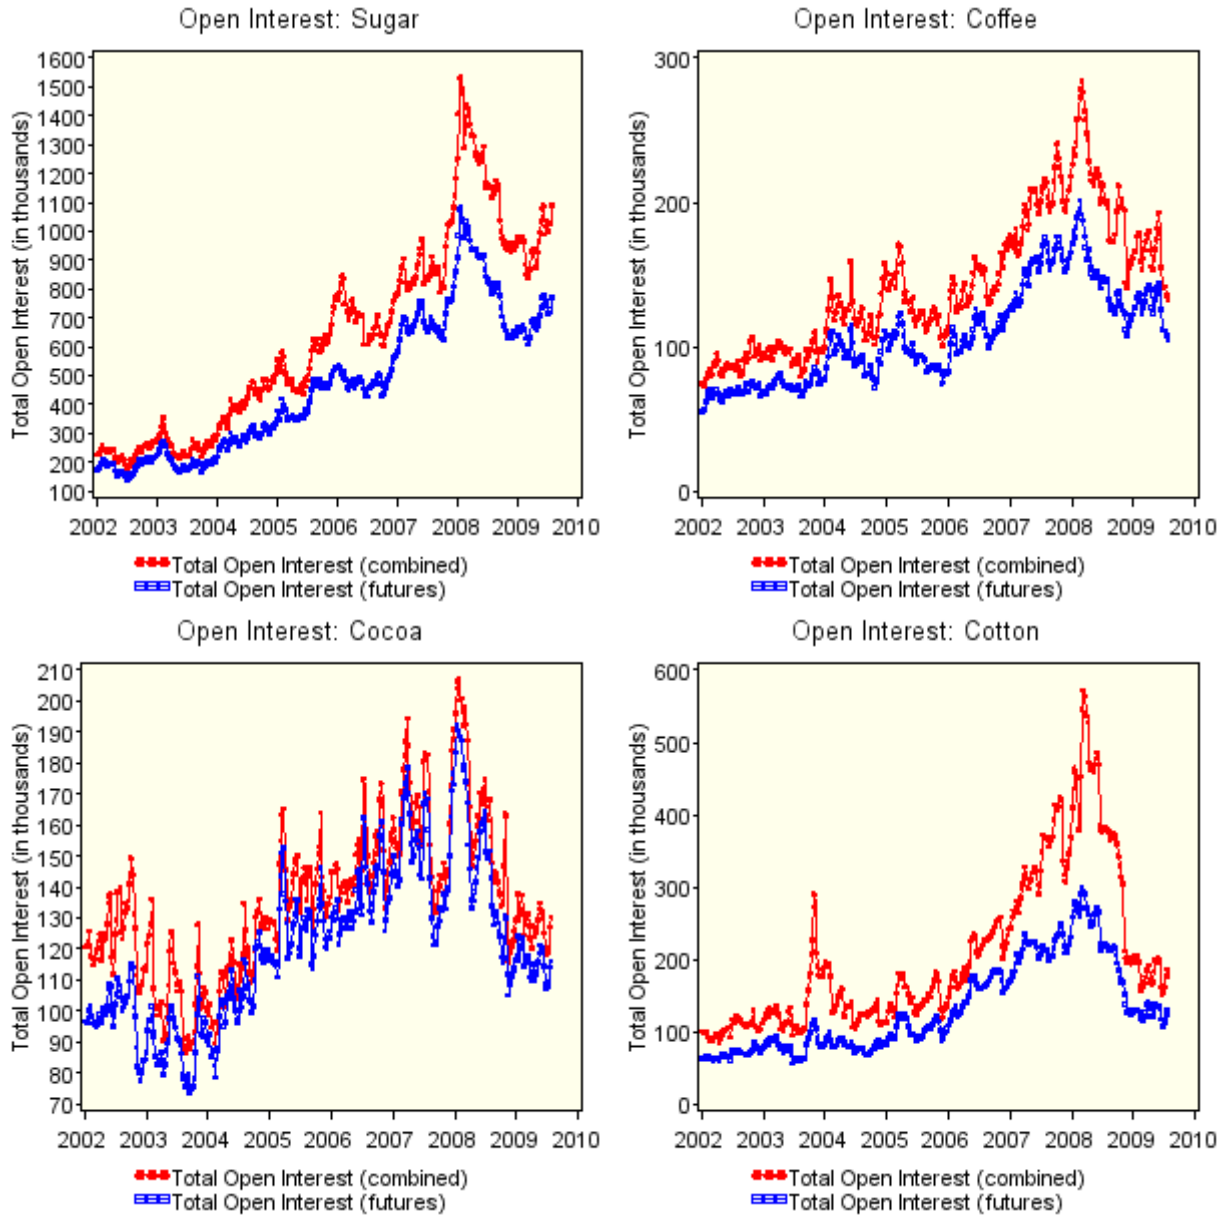 Open Interest: Sugar
Total Open Interest (in thousands)
1600
1500
1400
1300
1200
1100
1000
900
800
700
600
500
400
300
200
100
2002 2003 2004 2005 2006 2007 2008 2009 2010
Total Open Interest (combined)
Total Open Interest (futures)
Open Interest: Coffee
Total Open Interest (in thousands)
300
200
100
0
2002 2003 2004 2005 2006 2007 2008 2009 2010
Total Open Interest (combined)
Total Open Interest (futures)
Open Interest: Cocoa
Total Open Interest (in thousands)
210
200
190
180
170
160
150
140
130
120
110
100
90
80
70
2002 2003 2004 2005 2006 2007 2008 2009 2010
Total Open Interest (combined)
Total Open Interest (futures)
Open Interest: Cotton
Total Open Interest (in thousands)
600
500
400
300
200
100
0
2002 2003 2004 2005 2006 2007 2008 2009 2010
Total Open Interest (combined)
Total Open Interest (futures)